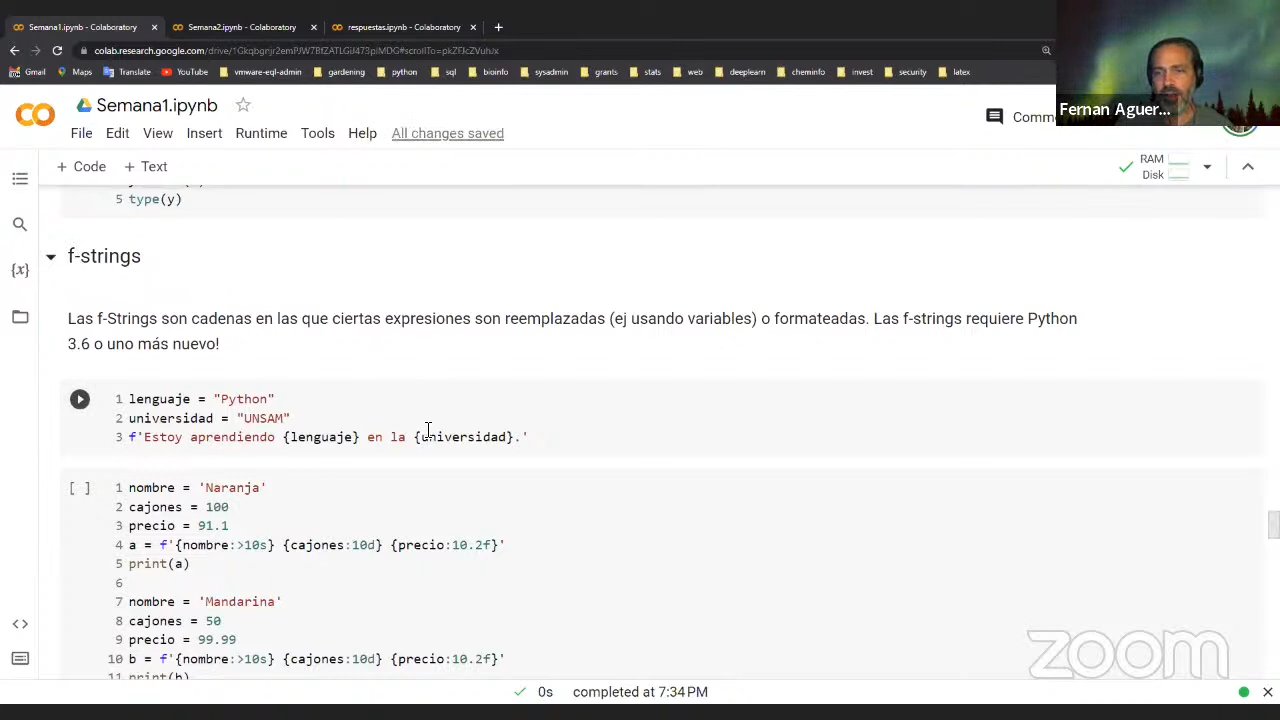 Semana1.ipynb - Colaboratory
Semana2.ipynb - Colaboratory
respuestas.ipynb - Colaboratory
Gmail Maps Translate YouTube vmware-eql-admin gardening python sql bioinfo sysadmin grants stats web deeplearn cheminfo invest security latex
Fernan Aguer...
Semana1.ipynb
File Edit View Insert Runtime Tools Help All changes saved
+ Code + Text
RAM
Disk
5 type(y)
f-strings
Las f-Strings son cadenas en las que ciertas expresiones son reemplazadas (ej usando variables) o formateadas. Las f-strings requiere Python
3.6 o uno más nuevo!
1 lenguaje = "Python"
2 universidad = "UNSAM"
3 f'Estoy aprendiendo {lenguaje} en la {universidad}.'
[ ] 1 nombre = 'Naranja'
2 cajones = 100
3 precio = 91.1
4 a = f'{nombre:>10s} {cajones:10d} {precio:10.2f}'
5 print(a)
6
7 nombre = 'Mandarina'
8 cajones = 50
9 precio = 99.99
10 b = f'{nombre:>10s} {cajones:10d} {precio:10.2f}'
11 print(b)
zoom
0s completed at 7:34 PM